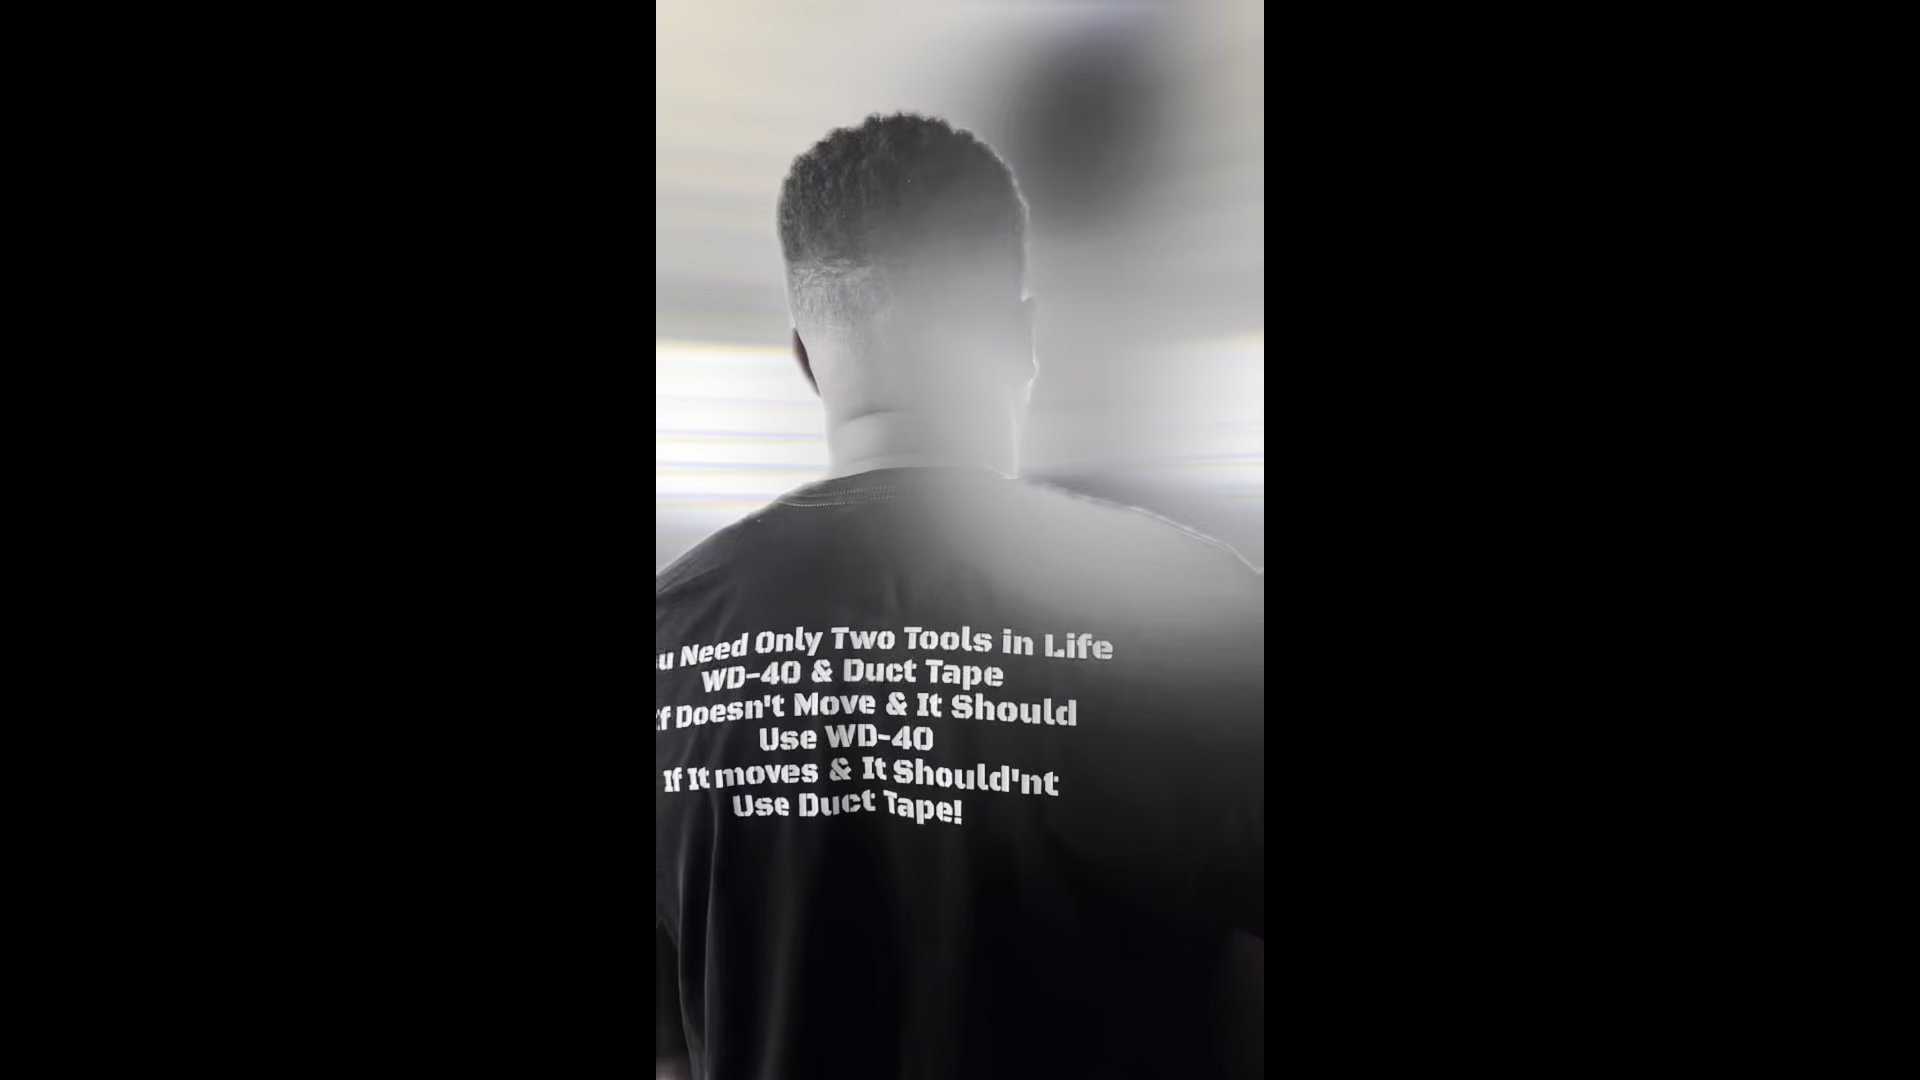 u Need Only Two Tools in Life
WD-40 & Duct Tape
If Doesn't Move & It Should
Use WD-40
If It moves & It Should'nt
Use Duct Tape!